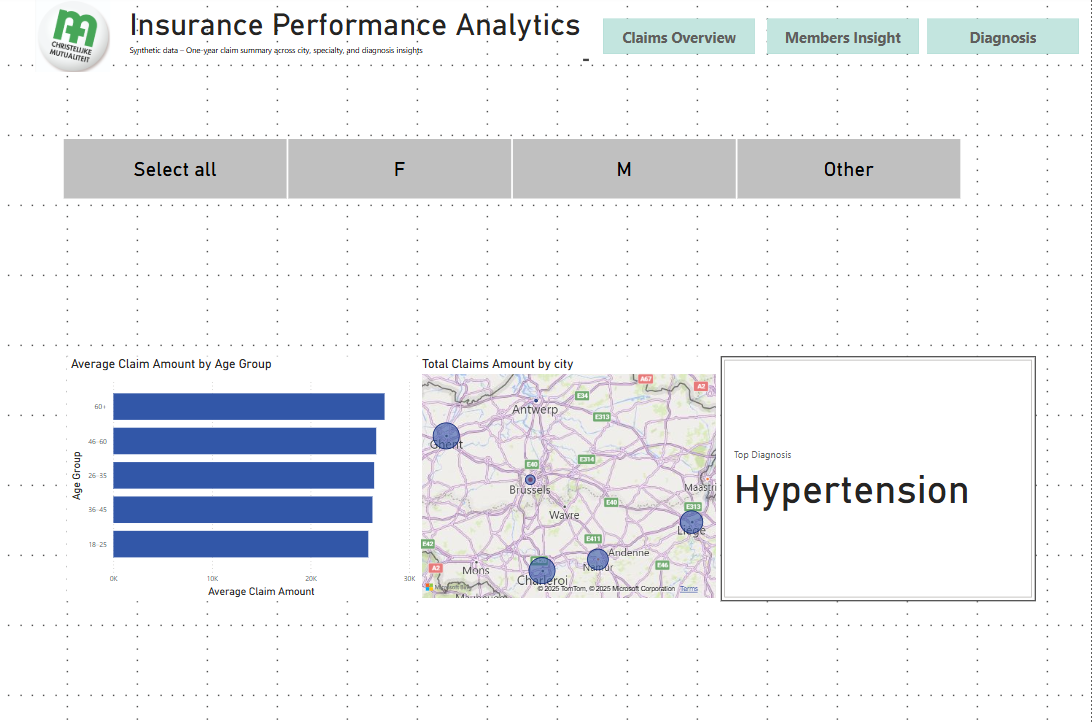 CHRISTELIJKE
MUTUALITEIT
Insurance Performance Analytics
Synthetic data – One-year claim summary across city, specialty, and diagnosis insights
Claims Overview
Members Insight
Diagnosis
Select all
F
M
Other
Average Claim Amount by Age Group
Age Group
60+
46-60
26-35
36-45
18-25
0K
10K
20K
30K
Average Claim Amount
Total Claims Amount by city
A67
A2
E34
Antwerp
E313
Ghent
E314
E40
Brussels
Maastri
E40
E313
Wavre
Liège
E42
E411
Andenne
A2
Mons
Namur
E46
Charleroi
© 2025 TomTom, © 2025 Microsoft Corporation Terms
Top Diagnosis
Hypertension